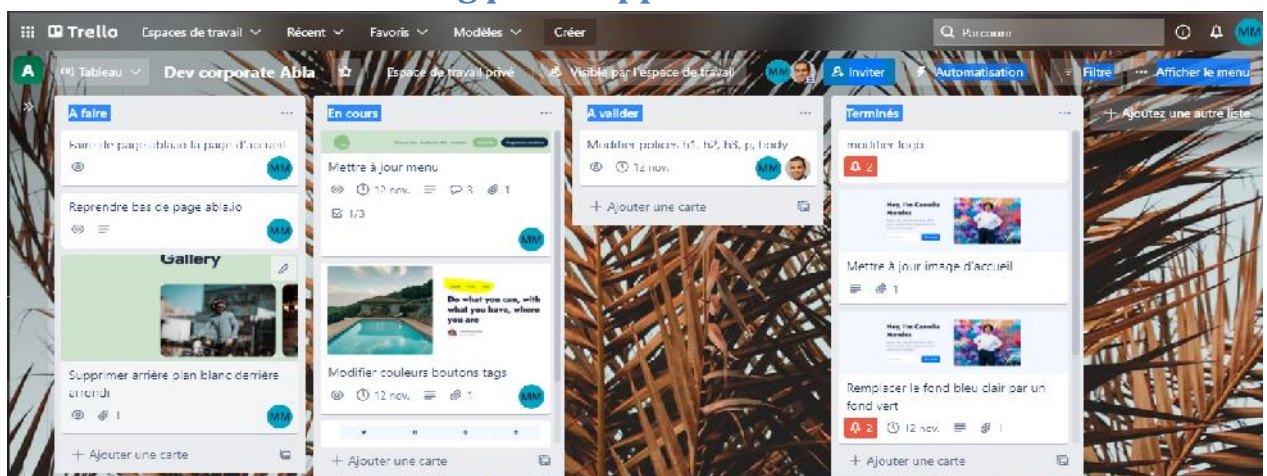 Trello Espaces de travail Récent Favoris Modèles Créer Parcourir
A Tableau Dev corporate Abla Espace de travail privé Visible par l'espace de travail MM Inviter Automatisation Filtre Afficher le menu
A faire
Faire de page abla.io la page d'accueil
MM
Reprendre bas de page abla.io
MM
Gallery
Supprimer arrière plan blanc derrière
arrondi
1
MM
+ Ajouter une carte
En cours
Mettre à jour menu
12 nov. 3 1
1/3
MM
Do what you can, with
what you have, where
you are
Modifier couleurs boutons tags
12 nov. 1
MM
+ Ajouter une carte
A valider
Modifier polices h1, h2, h3, p, body
12 nov.
MM
+ Ajouter une carte
Terminés
modifier logo
2
Hey, I'm Camelia
Mendes
Mettre à jour image d'accueil
1
Hey, I'm Camelia
Mendes
Remplacer le fond bleu clair par un
fond vert
2 12 nov. 1
+ Ajouter une carte
+ Ajoutez une autre liste